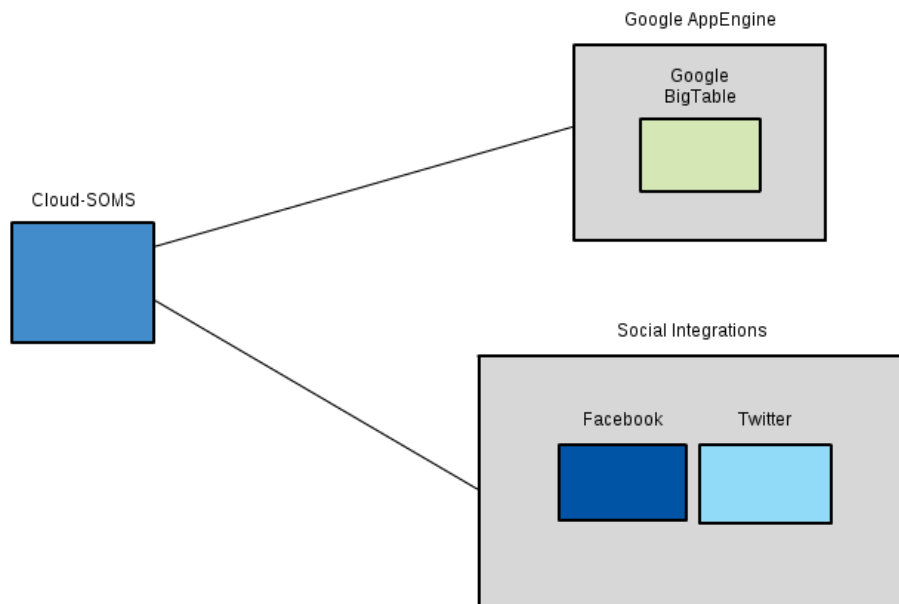 Google AppEngine
Google
BigTable
Cloud-SOMS
Social Integrations
Facebook
Twitter